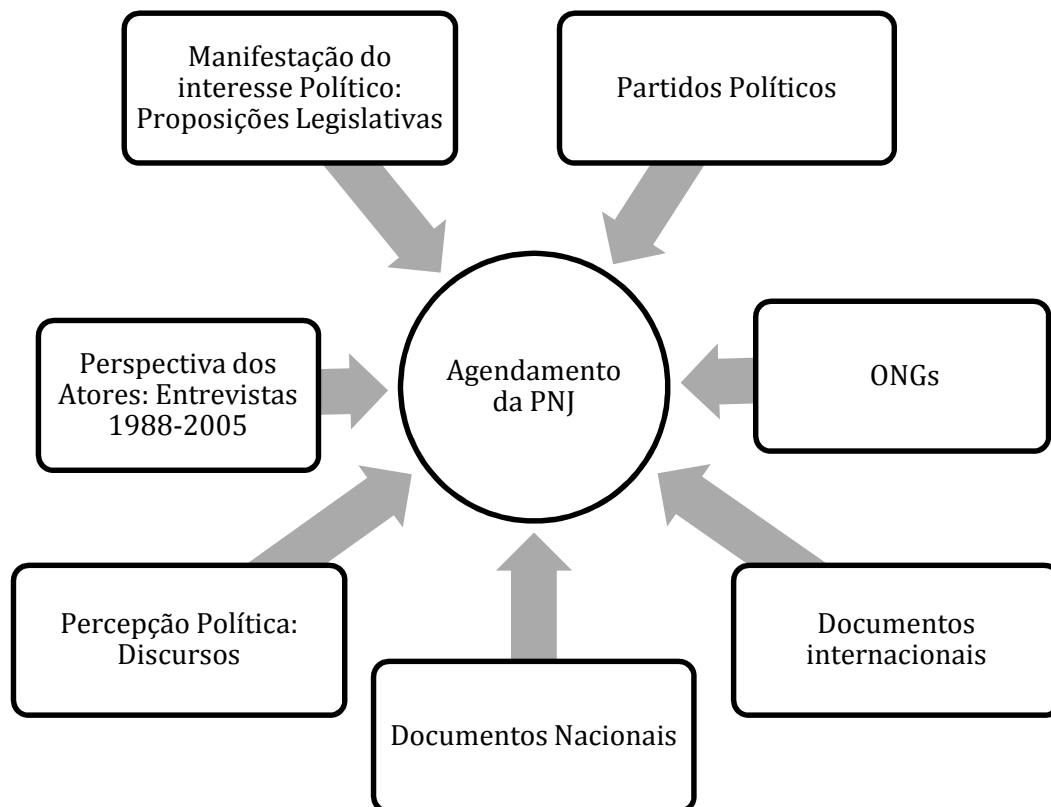 Manifestação do
interesse Político:
Proposições Legislativas
Partidos Políticos
Perspectiva dos
Atores: Entrevistas
1988-2005
Agendamento
da PNJ
ONGs
Percepção Política:
Discursos
Documentos Nacionais
Documentos
internacionais